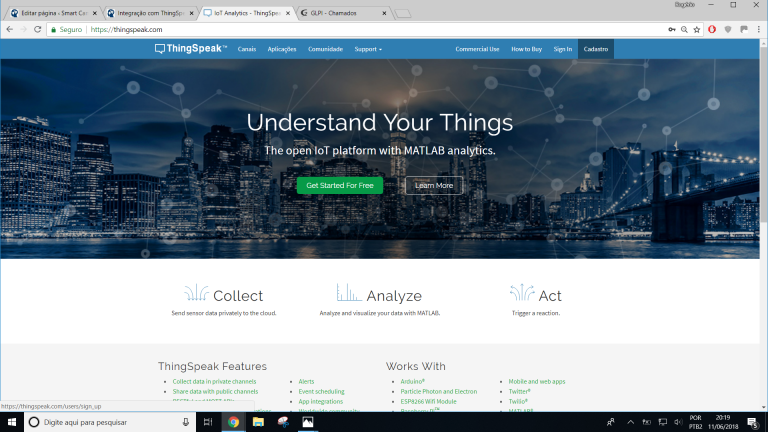 Editar página ‹ Smart Ca
Integração com ThingSp
IoT Analytics - ThingSpea
GLPI - Chamados
Seguro
https://thingspeak.com
ThingSpeak™
Canais
Aplicações
Comunidade
Support
Commercial Use
How to Buy
Sign In
Cadastro
Understand Your Things
The open IoT platform with MATLAB analytics.
Get Started For Free
Learn More
Collect
Analyze
Act
Send sensor data privately to the cloud.
Analyze and visualize your data with MATLAB.
Trigger a reaction.
ThingSpeak Features
Works With
Collect data in private channels
Alerts
Arduino®
Mobile and web apps
Share data with public channels
Event scheduling
Particle Photon and Electron
Twitter®
App integrations
ESP8266 Wifi Module
Twilio®
https://thingspeak.com/users/sign_up
Digite aqui para pesquisar
POR
PTB2
20:19
11/06/2018